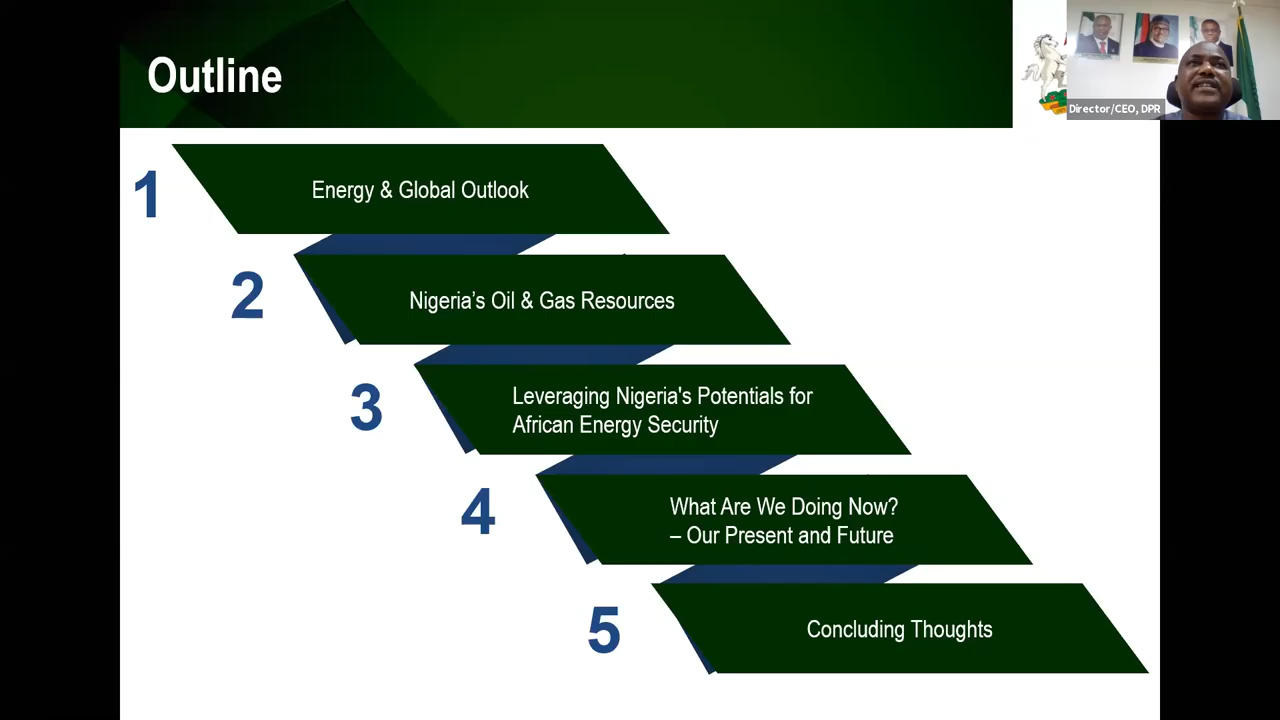 Outline
Director/CEO, DPR
1
Energy & Global Outlook
2
Nigeria’s Oil & Gas Resources
3
Leveraging Nigeria's Potentials for
African Energy Security
4
What Are We Doing Now?
– Our Present and Future
5
Concluding Thoughts